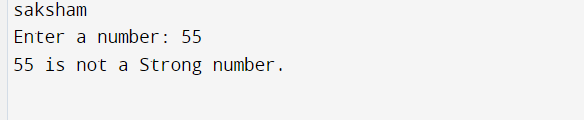 saksham
Enter a number: 55
55 is not a Strong number.